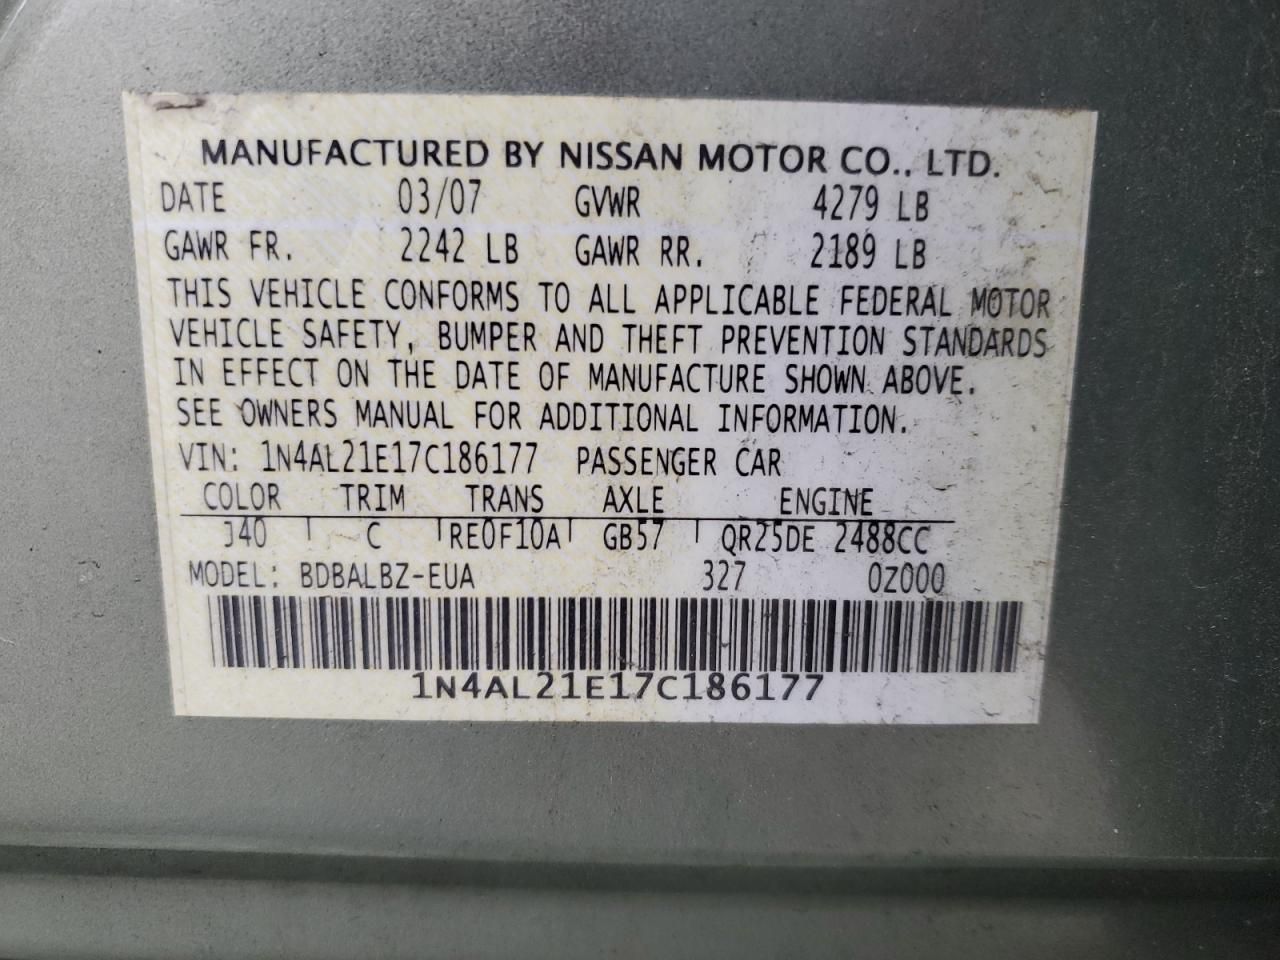 MANUFACTURED BY NISSAN MOTOR CO., LTD.
DATE 03/07 GVWR 4279 LB
GAWR FR. 2242 LB GAWR RR. 2189 LB
THIS VEHICLE CONFORMS TO ALL APPLICABLE FEDERAL MOTOR
VEHICLE SAFETY, BUMPER AND THEFT PREVENTION STANDARDS
IN EFFECT ON THE DATE OF MANUFACTURE SHOWN ABOVE.
SEE OWNERS MANUAL FOR ADDITIONAL INFORMATION.
VIN: 1N4AL21E17C186177 PASSENGER CAR
COLOR TRIM TRANS AXLE ENGINE
J40 C RE0F10A GB57 QR25DE 2488CC
MODEL: BDBALBZ-EUA 327 0Z000
1N4AL21E17C186177